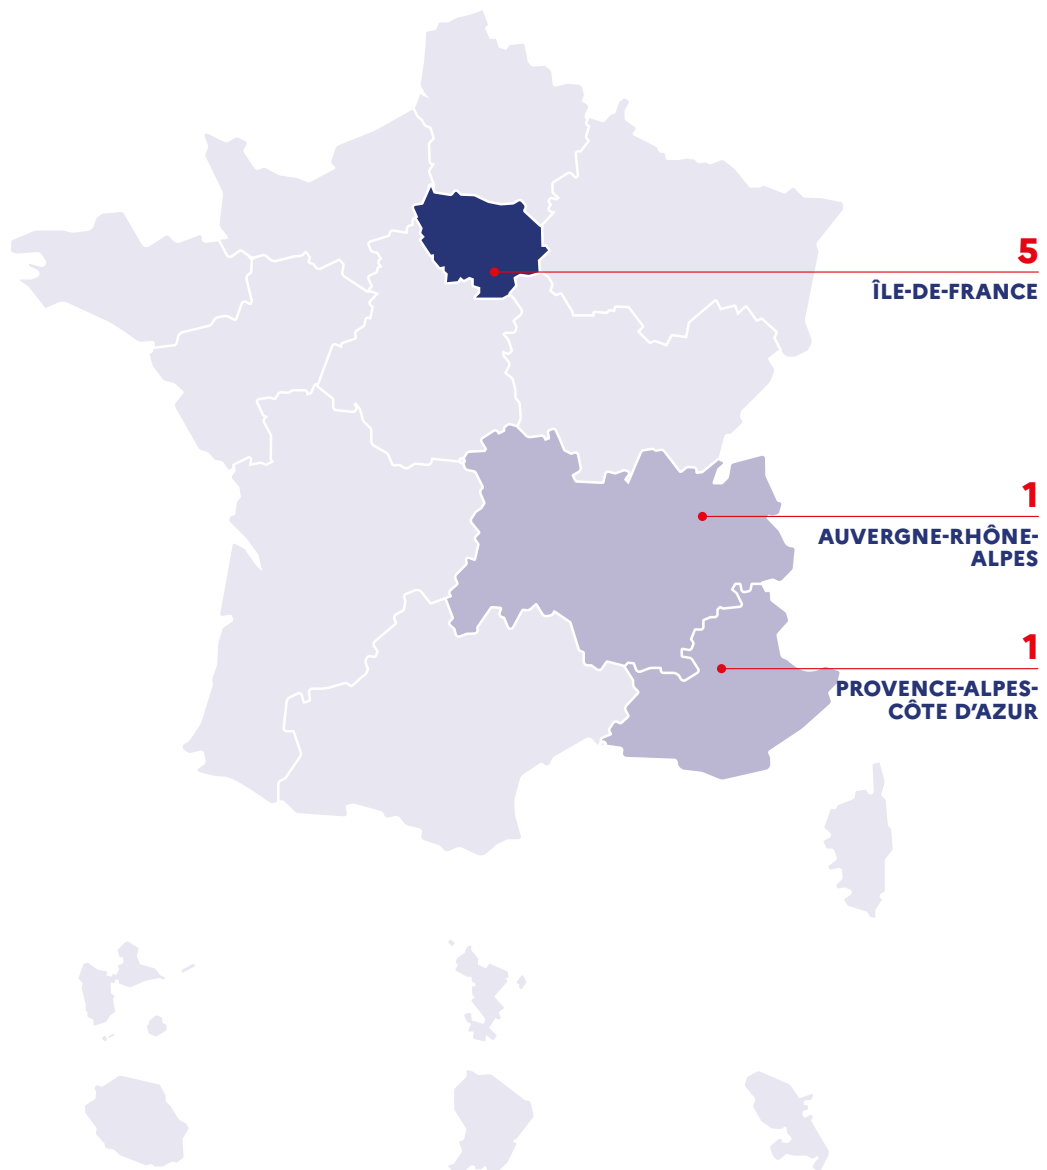 5
ÎLE-DE-FRANCE
1
AUVERGNE-RHÔNE-
ALPES
1
PROVENCE-ALPES-
CÔTE D’AZUR